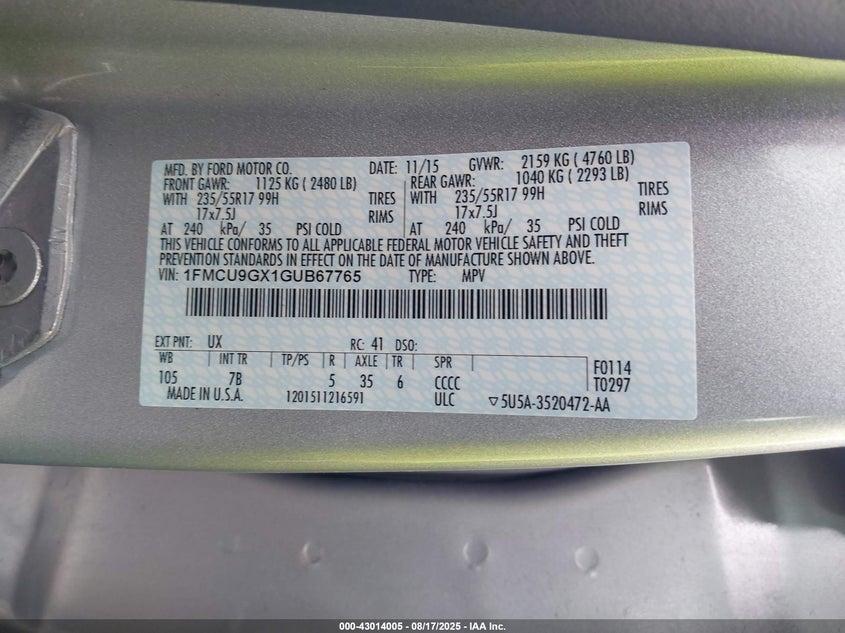 MFD. BY FORD MOTOR CO. DATE: 11/15 GVWR: 2159 KG ( 4760 LB)
FRONT GAWR: 1125 KG ( 2480 LB) REAR GAWR: 1040 KG ( 2293 LB)
WITH 235/55R17 99H TIRES WITH 235/55R17 99H TIRES
17x7.5J RIMS 17x7.5J RIMS
AT 240 kPa/ 35 PSI COLD AT 240 kPa/ 35 PSI COLD
THIS VEHICLE CONFORMS TO ALL APPLICABLE FEDERAL MOTOR VEHICLE SAFETY AND THEFT
PREVENTION STANDARDS IN EFFECT ON THE DATE OF MANUFACTURE SHOWN ABOVE.
VIN: 1FMCU9GX1GUB67765 TYPE: MPV
EXT PNT: UX RC: 41 DSO:
WB INT TR TP/PS R AXLE TR SPR F0114
105 7B 5 35 6 CCCC T0297
MADE IN U.S.A. 1201511216591 ULC ▽5U5A-3520472-AA
000-43014005 - 08/17/2025 - IAA Inc.